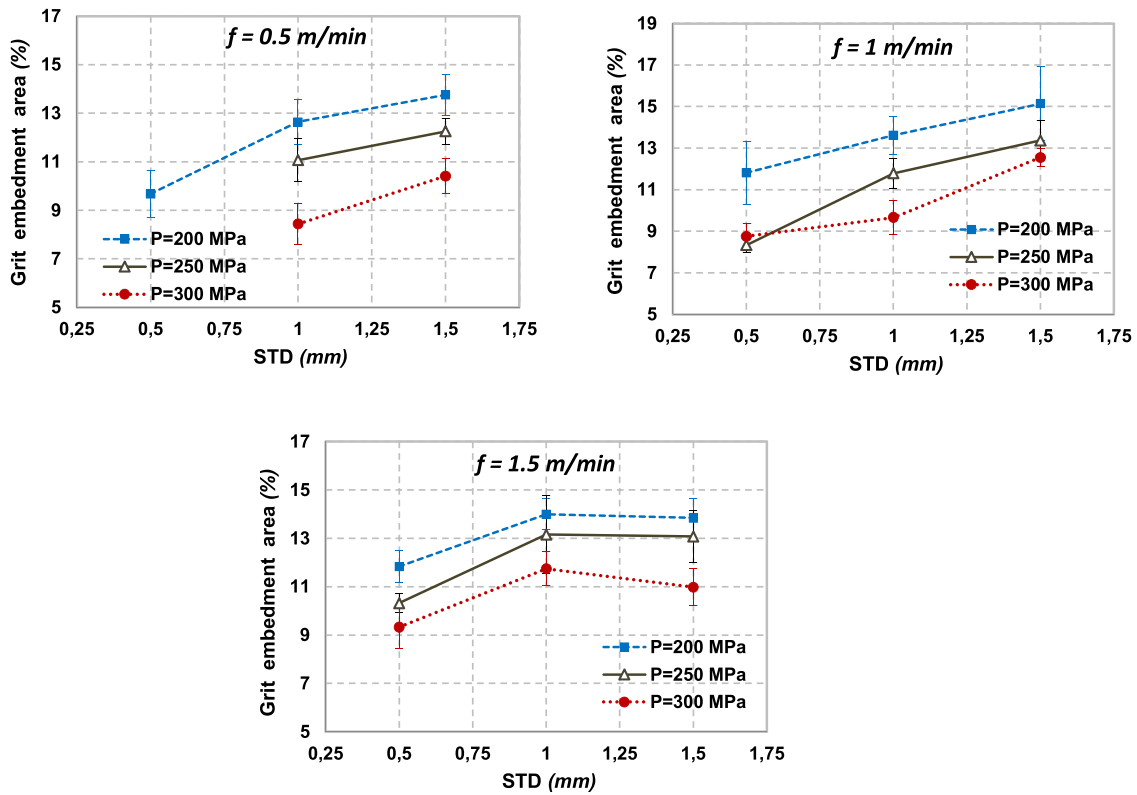 f = 0.5 m/min
Grit embedment area (%)
17
15
13
11
9
7
5
P=200 MPa
P=250 MPa
P=300 MPa
0,25 0,5 0,75 1 1,25 1,5 1,75
STD (mm)
f = 1 m/min
Grit embedment area (%)
19
17
15
13
11
9
7
5
P=200 MPa
P=250 MPa
P=300 MPa
0,25 0,5 0,75 1 1,25 1,5 1,75
STD (mm)
f = 1.5 m/min
Grit embedment area (%)
17
15
13
11
9
7
5
P=200 MPa
P=250 MPa
P=300 MPa
0,25 0,5 0,75 1 1,25 1,5 1,75
STD (mm)